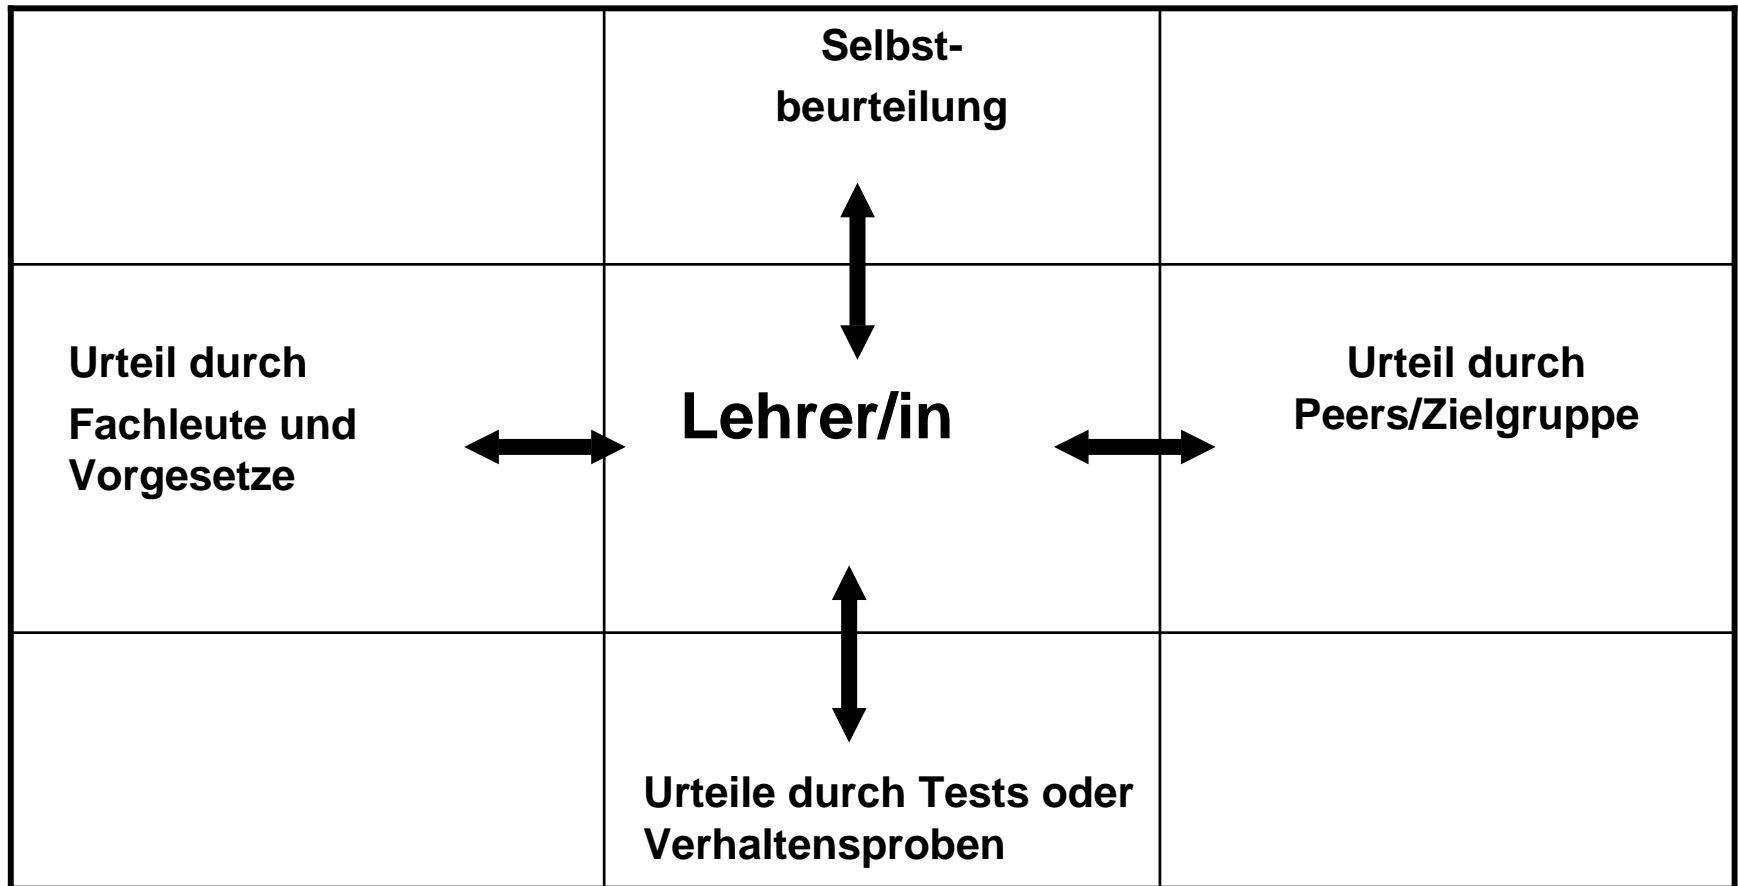 Selbst-
beurteilung
Urteil durch
Fachleute und
Vorgesetze
Lehrer/in
Urteil durch
Peers/Zielgruppe
Urteile durch Tests oder
Verhaltensproben